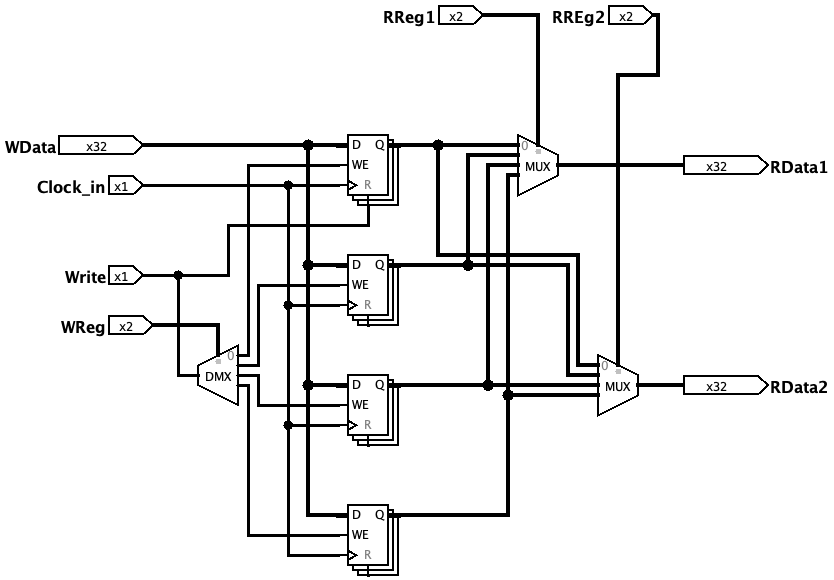 RReg1 x2 RREg2 x2
WData x32 D Q 0
WE MUX x32 RData1
Clock_in x1 R
D Q
Write x1 WE
R
WReg x2 0
DMX 0
D Q MUX x32 RData2
WE
R
D Q
WE
R